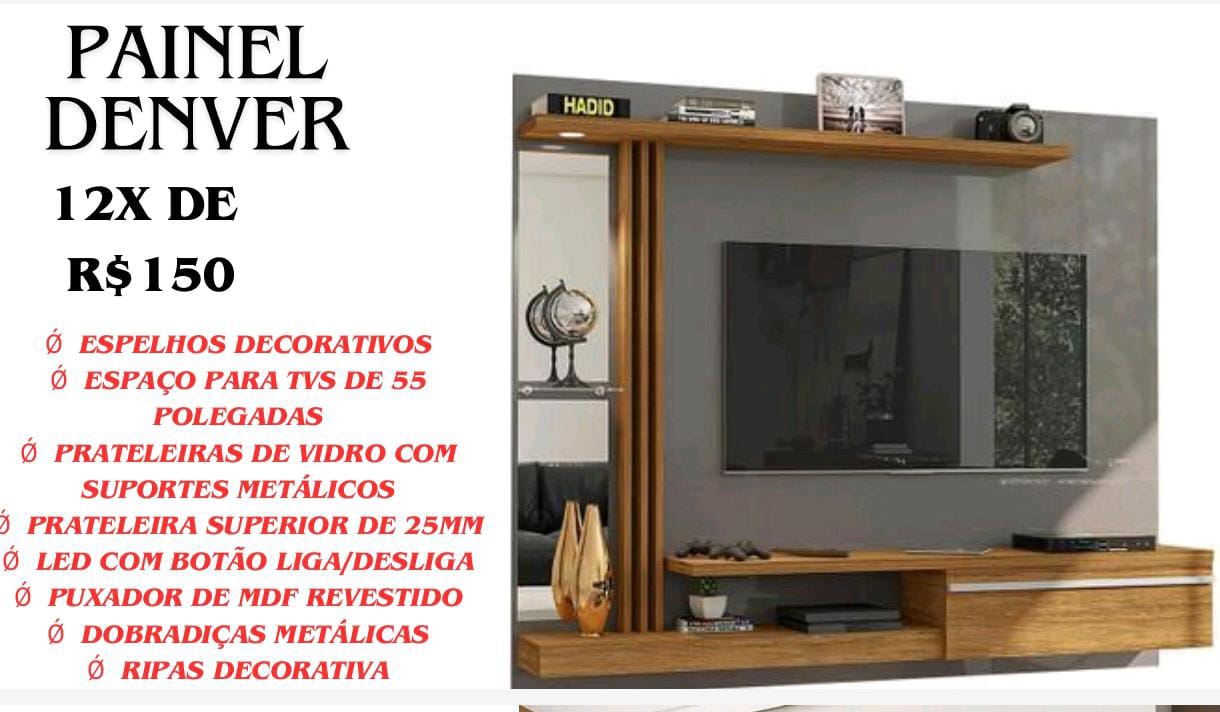 PAINEL
DENVER
12X DE
R$ 150
Ǿ ESPELHOS DECORATIVOS
Ǿ ESPAÇO PARA TVS DE 55
POLEGADAS
Ǿ PRATELEIRAS DE VIDRO COM
SUPORTES METÁLICOS
Ǿ PRATELEIRA SUPERIOR DE 25MM
Ǿ LED COM BOTÃO LIGA/DESLIGA
Ǿ PUXADOR DE MDF REVESTIDO
Ǿ DOBRADIÇAS METÁLICAS
Ǿ RIPAS DECORATIVA
HADID